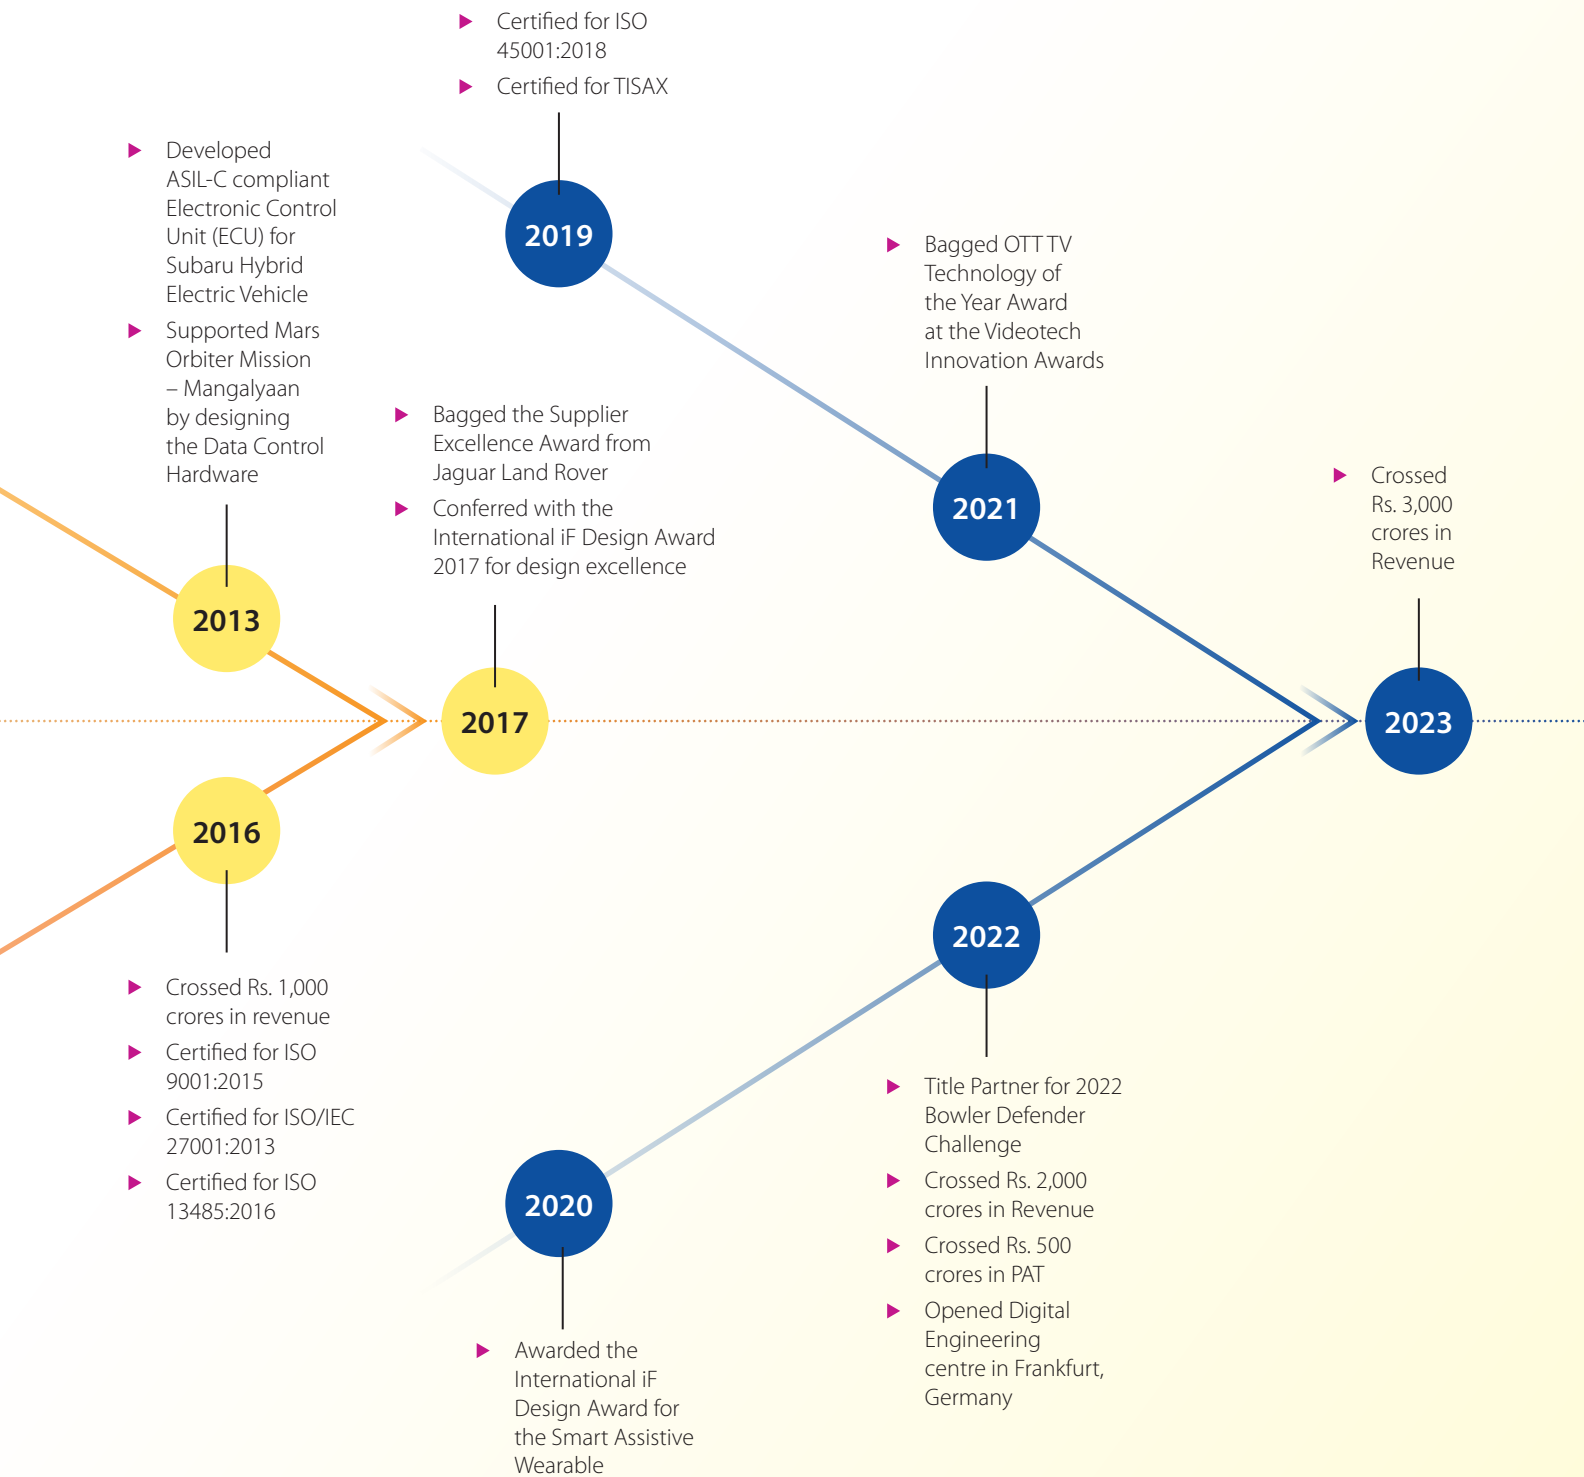 Certified for ISO
45001:2018
Certified for TISAX
2019
Developed
ASIL-C compliant
Electronic Control
Unit (ECU) for
Subaru Hybrid
Electric Vehicle
Supported Mars
Orbiter Mission
– Mangalyaan
by designing
the Data Control
Hardware
2013
Bagged the Supplier
Excellence Award from
Jaguar Land Rover
Conferred with the
International iF Design Award
2017 for design excellence
2017
Bagged OTT TV
Technology of
the Year Award
at the Videotech
Innovation Awards
2021
Crossed
Rs. 3,000
crores in
Revenue
2023
2016
Crossed Rs. 1,000
crores in revenue
Certified for ISO
9001:2015
Certified for ISO/IEC
27001:2013
Certified for ISO
13485:2016
2022
Title Partner for 2022
Bowler Defender
Challenge
Crossed Rs. 2,000
crores in Revenue
Crossed Rs. 500
crores in PAT
Opened Digital
Engineering
centre in Frankfurt,
Germany
2020
Awarded the
International iF
Design Award for
the Smart Assistive
Wearable